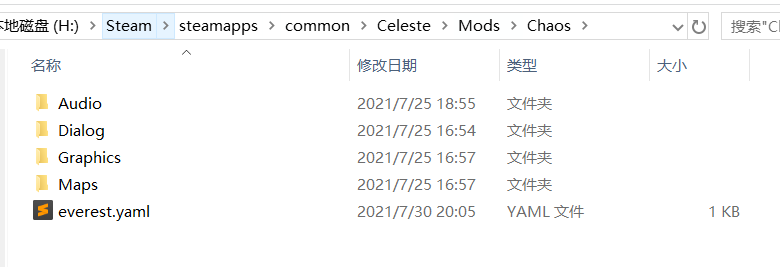 本地磁盘 (H:) > Steam > steamapps > common > Celeste > Mods > Chaos > 搜索"Cl
名称 修改日期 类型 大小
Audio 2021/7/25 18:55 文件夹
Dialog 2021/7/25 16:54 文件夹
Graphics 2021/7/25 16:57 文件夹
Maps 2021/7/25 16:57 文件夹
everest.yaml 2021/7/30 20:05 YAML 文件 1 KB